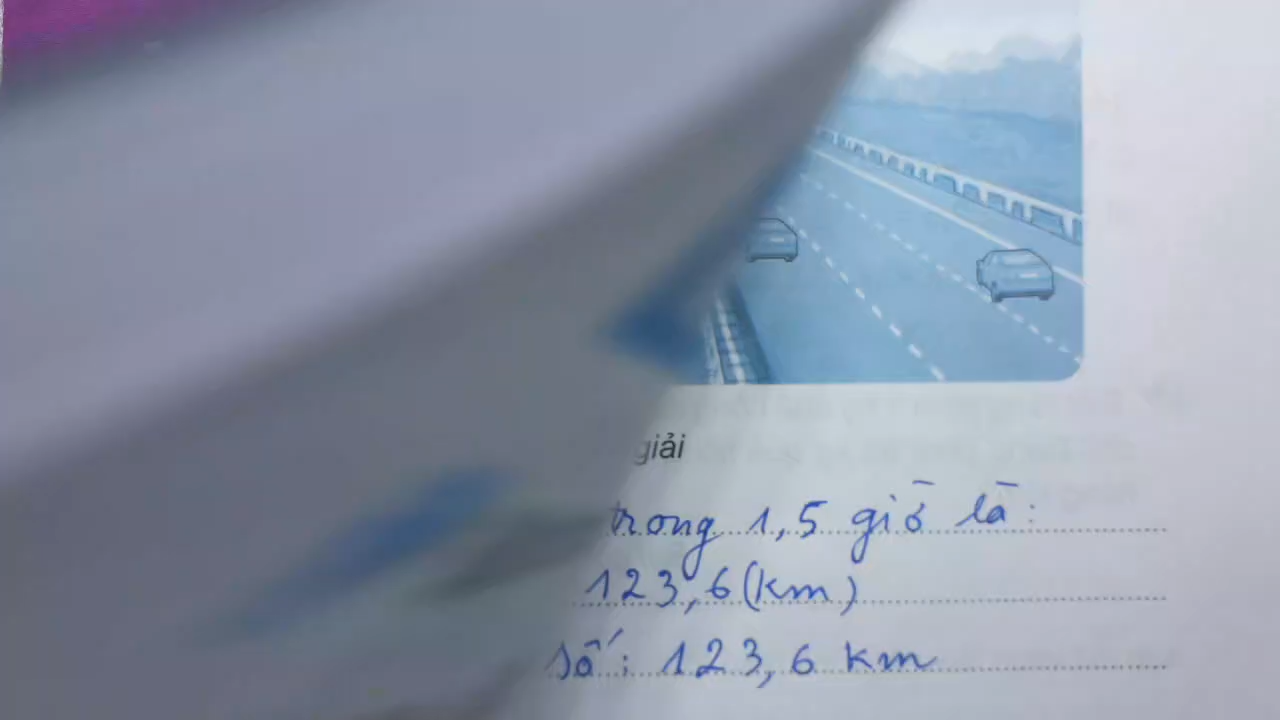 giải
trong 1,5 giờ là:
123,6 (km)
số: 123,6 km